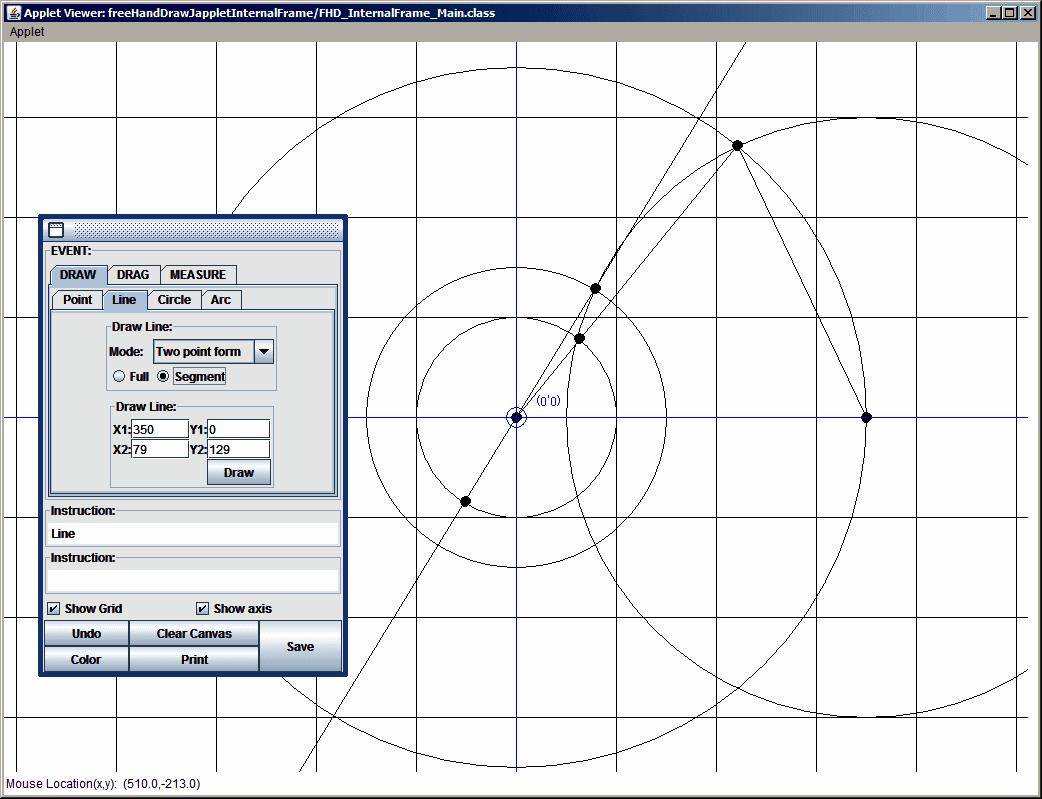 Applet Viewer: freeHandDrawJappletInternalFrame/FHD_InternalFrame_Main.class
Applet
EVENT:
DRAW DRAG MEASURE
Point Line Circle Arc
Draw Line:
Mode: Two point form
Full Segment
Draw Line:
X1: 350 Y1: 0
X2: 79 Y2: 129
Draw
Instruction:
Line
Instruction:
Show Grid Show axis
Undo Clear Canvas Save
Color Print
(0'0)
Mouse Location(x,y): (510.0,-213.0)